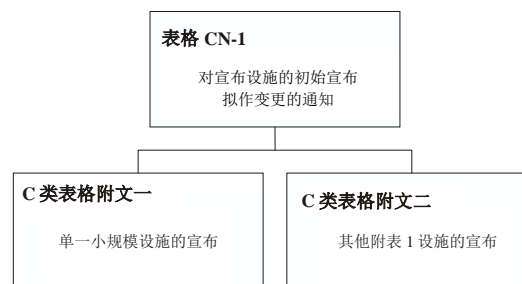 表格 CN-1
对宣布设施的初始宣布
拟作变更的通知
C 类表格附文一
单一小规模设施的宣布
C 类表格附文二
其他附表 1 设施的宣布